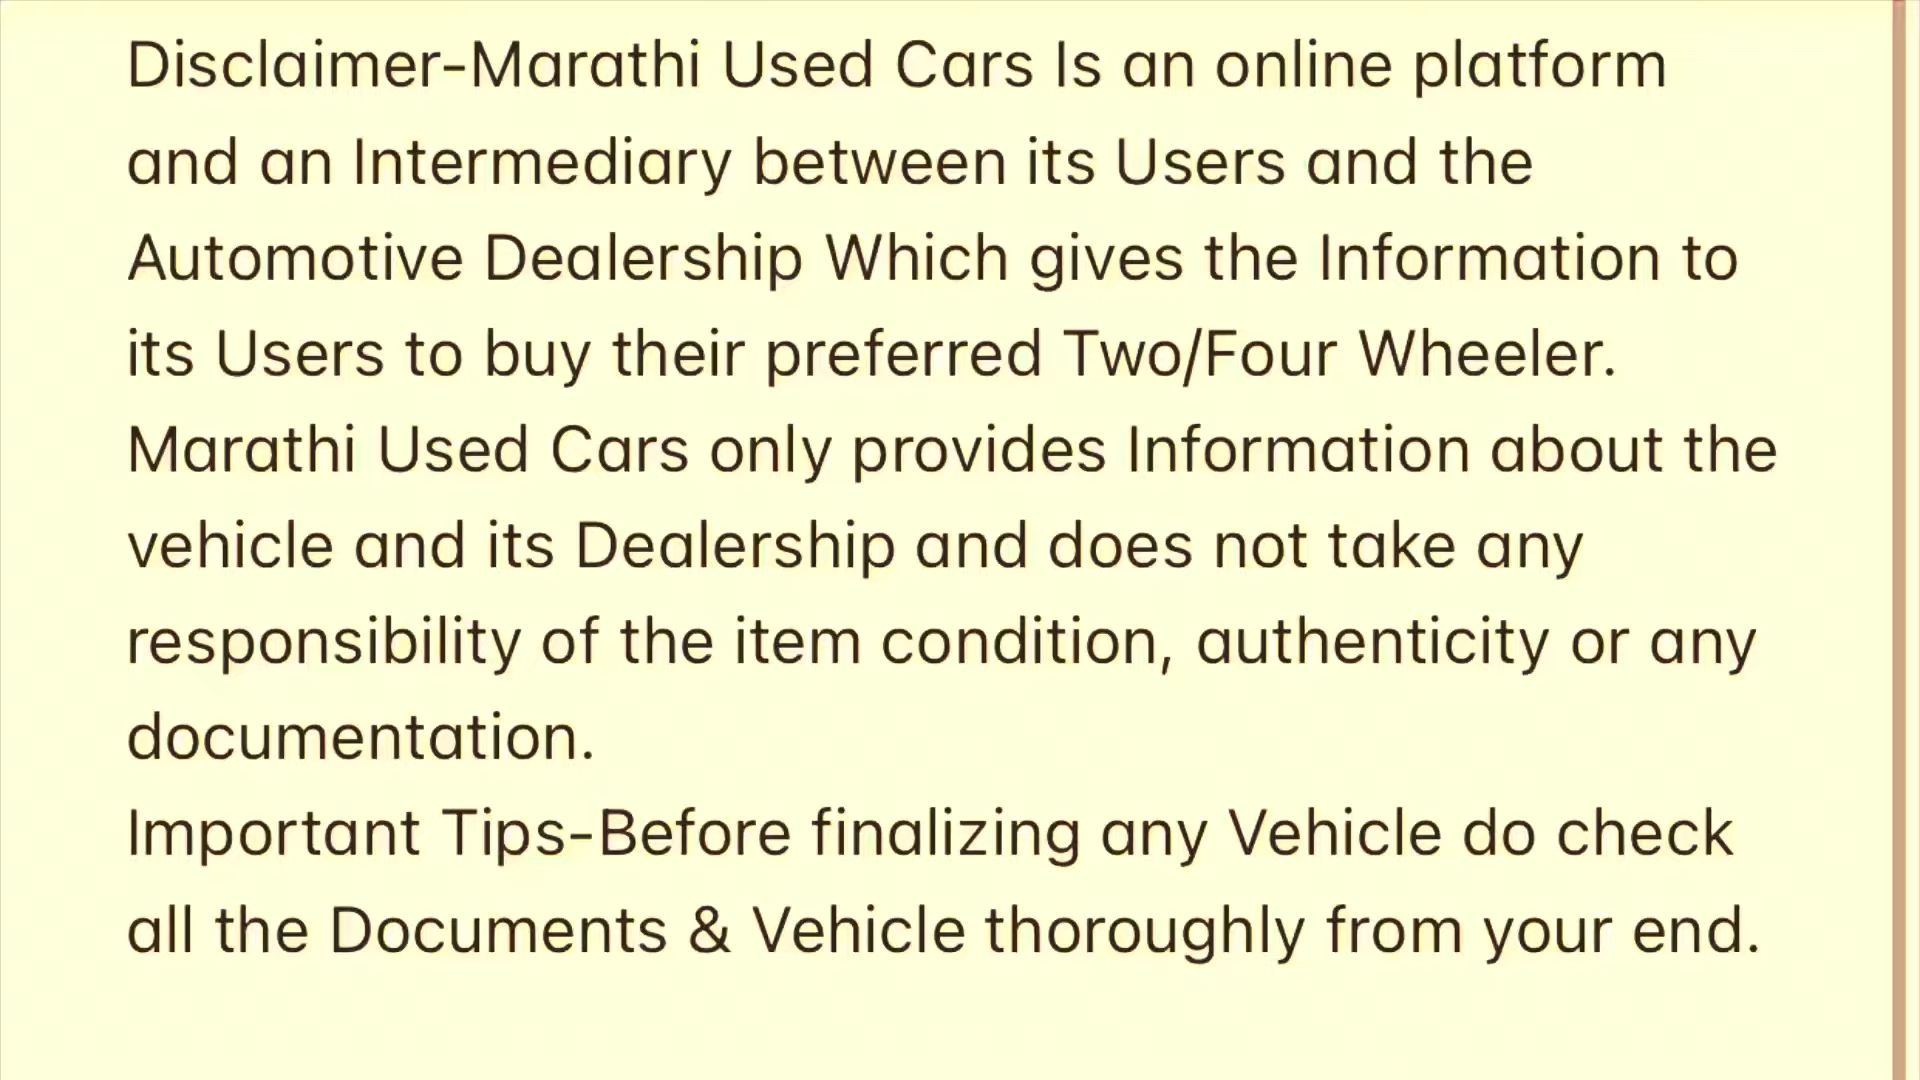 Disclaimer-Marathi Used Cars Is an online platform
and an Intermediary between its Users and the
Automotive Dealership Which gives the Information to
its Users to buy their preferred Two/Four Wheeler.
Marathi Used Cars only provides Information about the
vehicle and its Dealership and does not take any
responsibility of the item condition, authenticity or any
documentation.
Important Tips-Before finalizing any Vehicle do check
all the Documents & Vehicle thoroughly from your end.